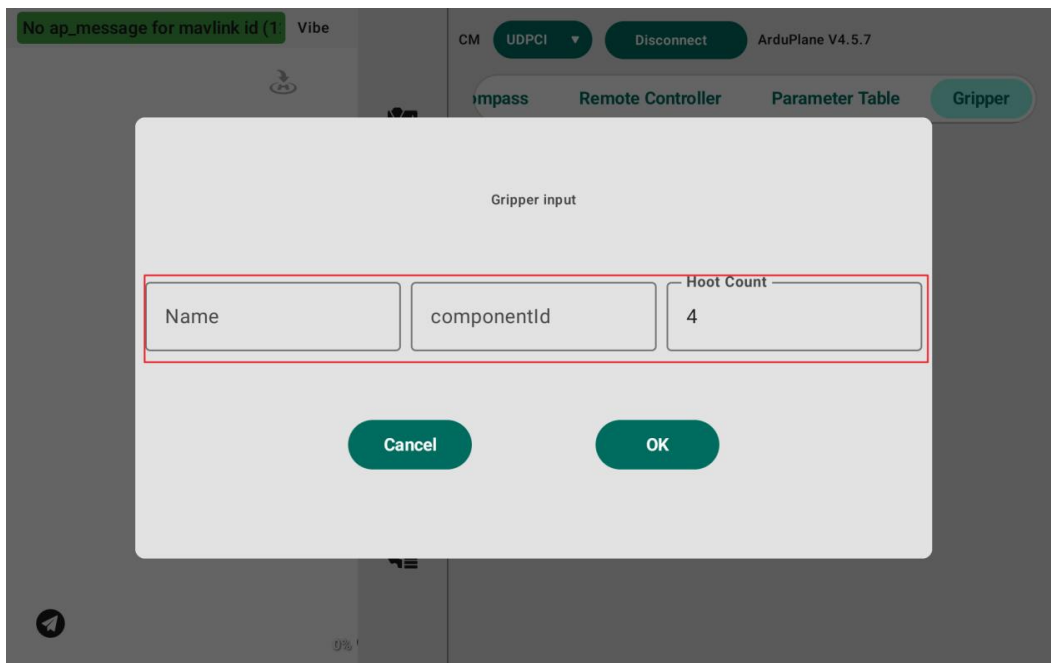 No ap_message for mavlink id (1
Vibe
CM
UDPCI
Disconnect
ArduPlane V4.5.7
Remote Controller
Parameter Table
Gripper
Gripper input
Name
componentId
Hoot Count
4
Cancel
OK
0%